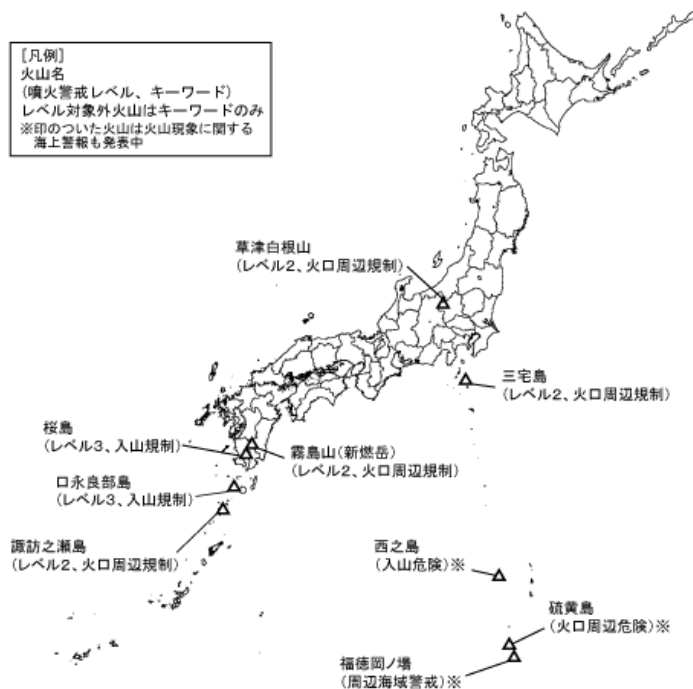 [凡例]
火山名
(噴火警戒レベル、キーワード)
レベル対象外火山はキーワードのみ
※印のついた火山は火山現象に関する
海上警報も発表中
草津白根山
(レベル2、火口周辺規制)
三宅島
(レベル2、火口周辺規制)
桜島
(レベル3、入山規制)
霧島山(新燃岳)
(レベル2、火口周辺規制)
口永良部島
(レベル3、入山規制)
諏訪之瀬島
(レベル2、火口周辺規制)
西之島
(入山危険)※
硫黄島
(火口周辺危険)※
福徳岡ノ場
(周辺海域警戒)※